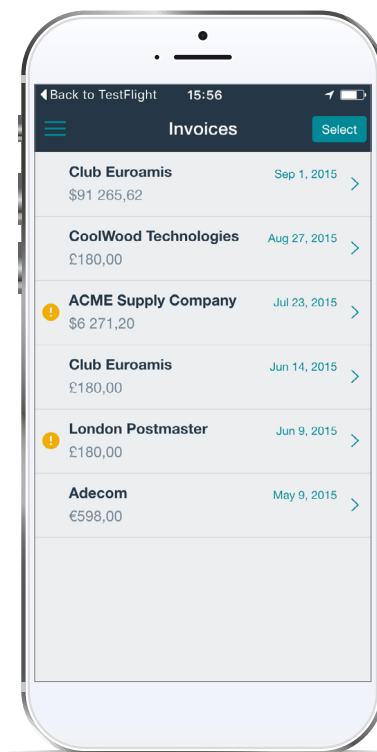 Back to TestFlight 15:56
Invoices Select
Club Euroamis Sep 1, 2015
$91 265,62
CoolWood Technologies Aug 27, 2015
£180,00
ACME Supply Company Jul 23, 2015
$6 271,20
Club Euroamis Jun 14, 2015
£180,00
London Postmaster Jun 9, 2015
£180,00
Adecom May 9, 2015
€598,00